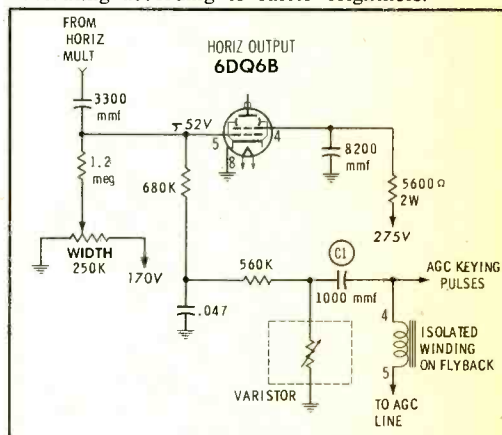 FROM
HORIZ
MULT
HORIZ OUTPUT
6DQ6B
3300
mmf
52V
5
4
8
8200
mmf
1.2
meg
680K
5600Ω
2W
275V
WIDTH
250K
170V
560K
C1
1000 mmf
AGC KEYING
PULSES
.047
4
ISOLATED
WINDING
ON FLYBACK
5
VARISTOR
TO AGC
LINE